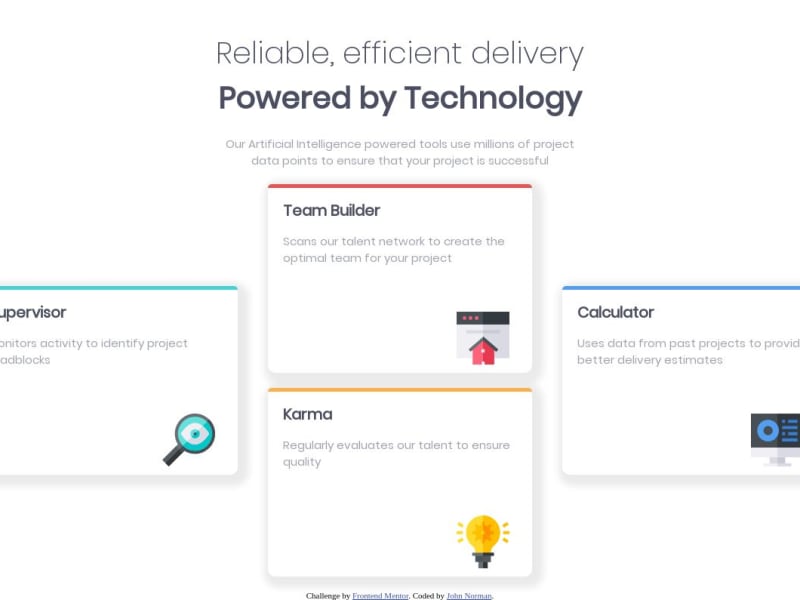 Reliable, efficient delivery
Powered by Technology
Our Artificial Intelligence powered tools use millions of project
data points to ensure that your project is successful
upervisor
onitors activity to identify project
adblocks
Team Builder
Scans our talent network to create the
optimal team for your project
Karma
Regularly evaluates our talent to ensure
quality
Calculator
Uses data from past projects to provid
better delivery estimates
Challenge by Frontend Mentor. Coded by John Norman.